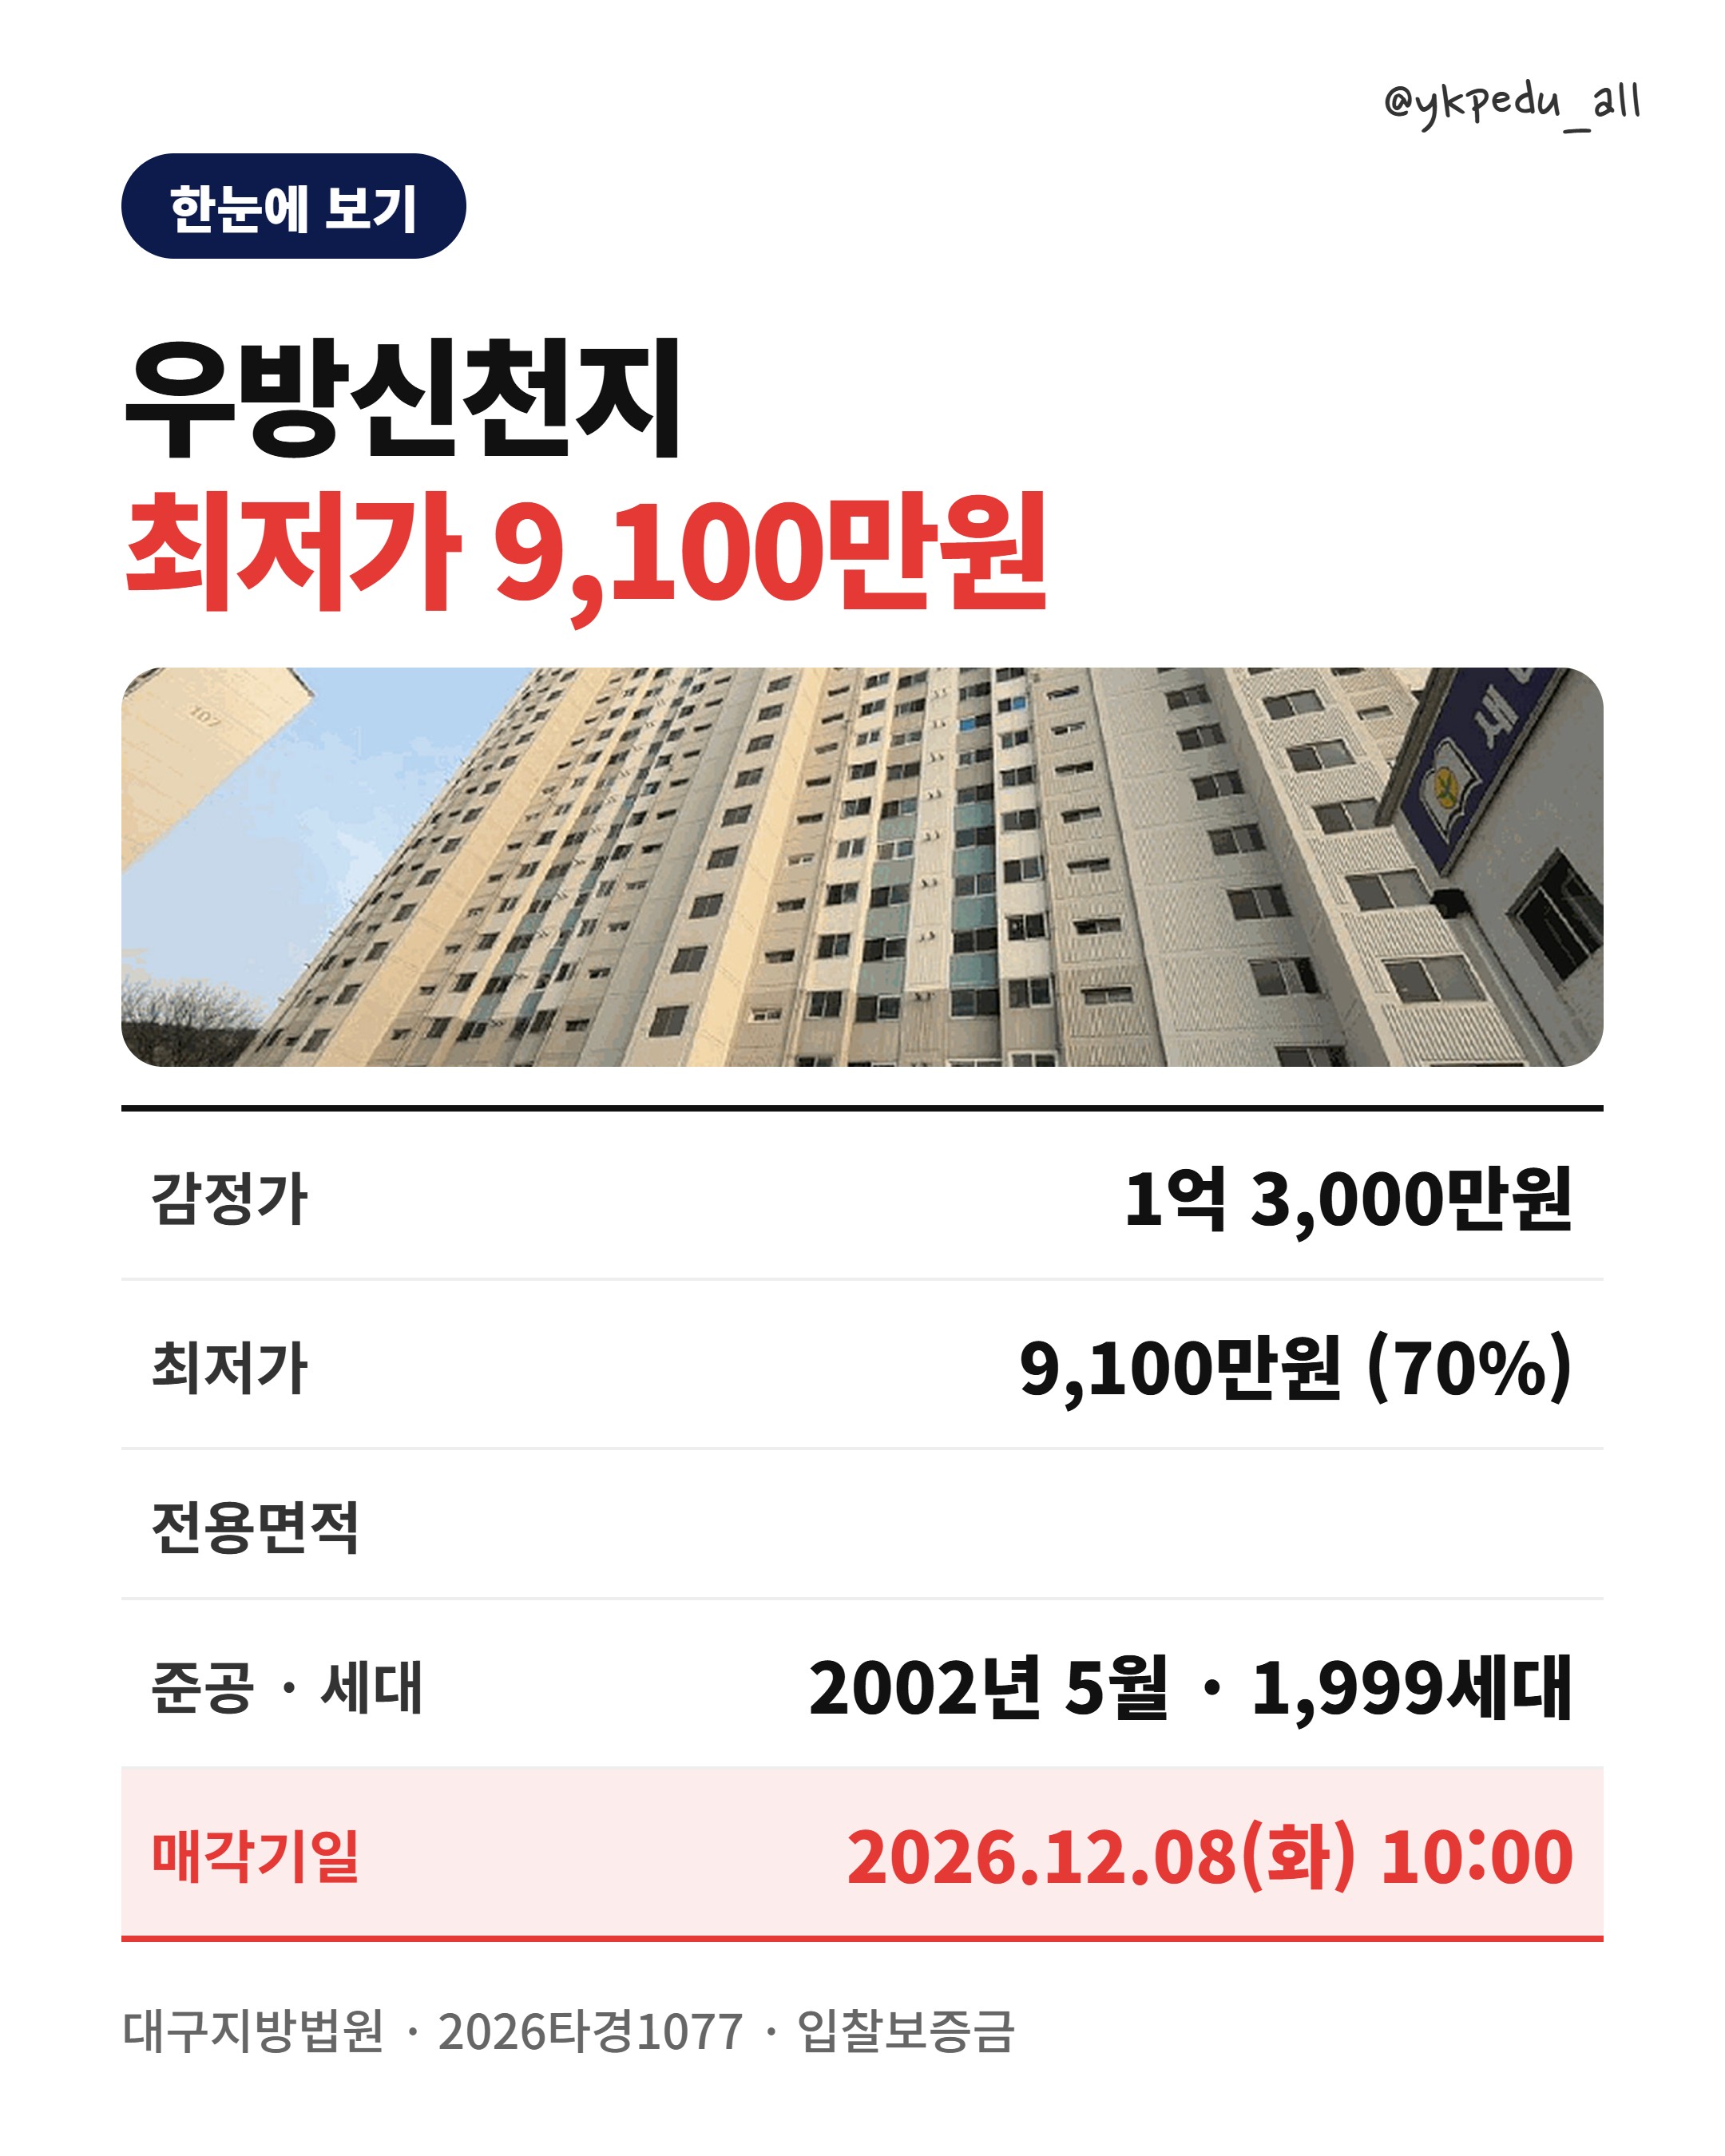 @ykpedu_all
한눈에 보기
우방신천지
최저가 9,100만원
107
새
감정가 1억 3,000만원
최저가 9,100만원 (70%)
전용면적
준공 · 세대 2002년 5월 · 1,999세대
매각기일 2026.12.08(화) 10:00
대구지방법원 · 2026타경1077 · 입찰보증금